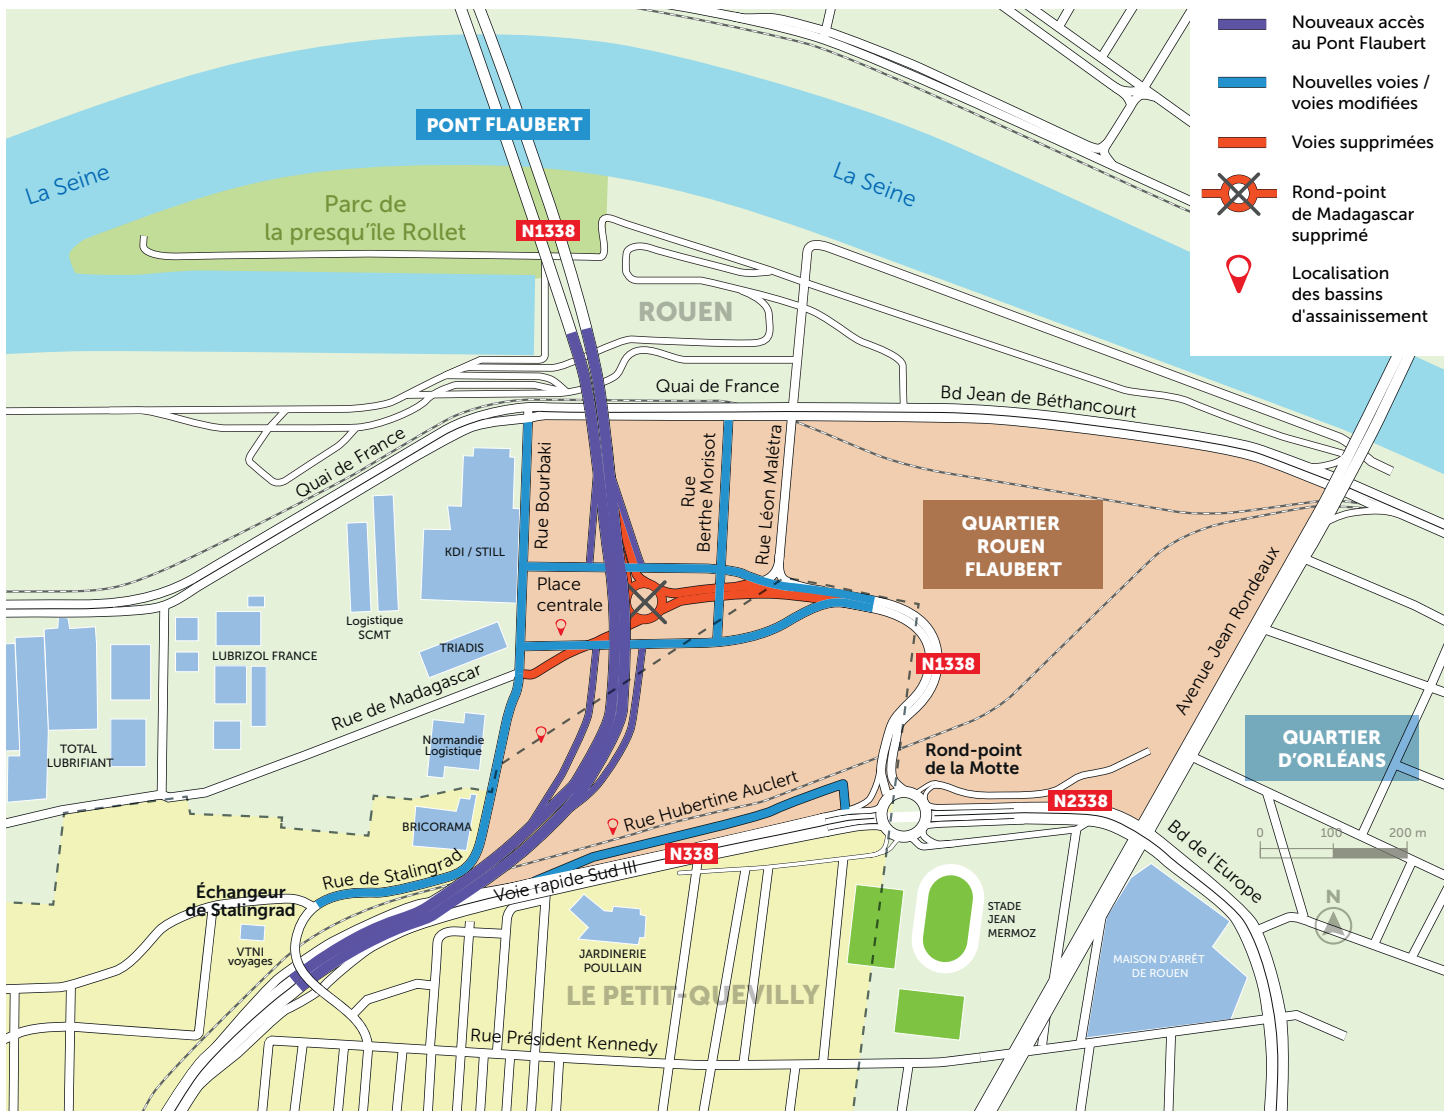 Nouveaux accès
au Pont Flaubert
Nouvelles voies /
voies modifiées
Voies supprimées
Rond-point
de Madagascar
supprimé
Localisation
des bassins
d'assainissement
PONT FLAUBERT
La Seine
La Seine
Parc de
la presqu'île Rollet
N1338
ROUEN
Quai de France
Bd Jean de Béthancourt
Quai de France
Rue Bourbaki
Rue
Berthe Morisot
Rue Léon Malétra
QUARTIER
ROUEN
FLAUBERT
KDI / STILL
Place
centrale
Logistique
SCMT
TRIADIS
LUBRIZOL FRANCE
Rue de Madagascar
N1338
Avenue Jean Rondeaux
TOTAL
LUBRIFIANT
Normandie
Logistique
QUARTIER
D'ORLÉANS
Rond-point
de la Motte
N2338
Rue Hubertine Auclert
BRICORAMA
N338
0 100 200 m
Bd de l'Europe
Rue de Stalingrad
Voie rapide Sud III
Échangeur
de Stalingrad
N
STADE
JEAN
MERMOZ
VTNI
voyages
JARDINERIE
POULLAIN
MAISON D'ARRÊT
DE ROUEN
LE PETIT-QUEVILLY
Rue Président Kennedy